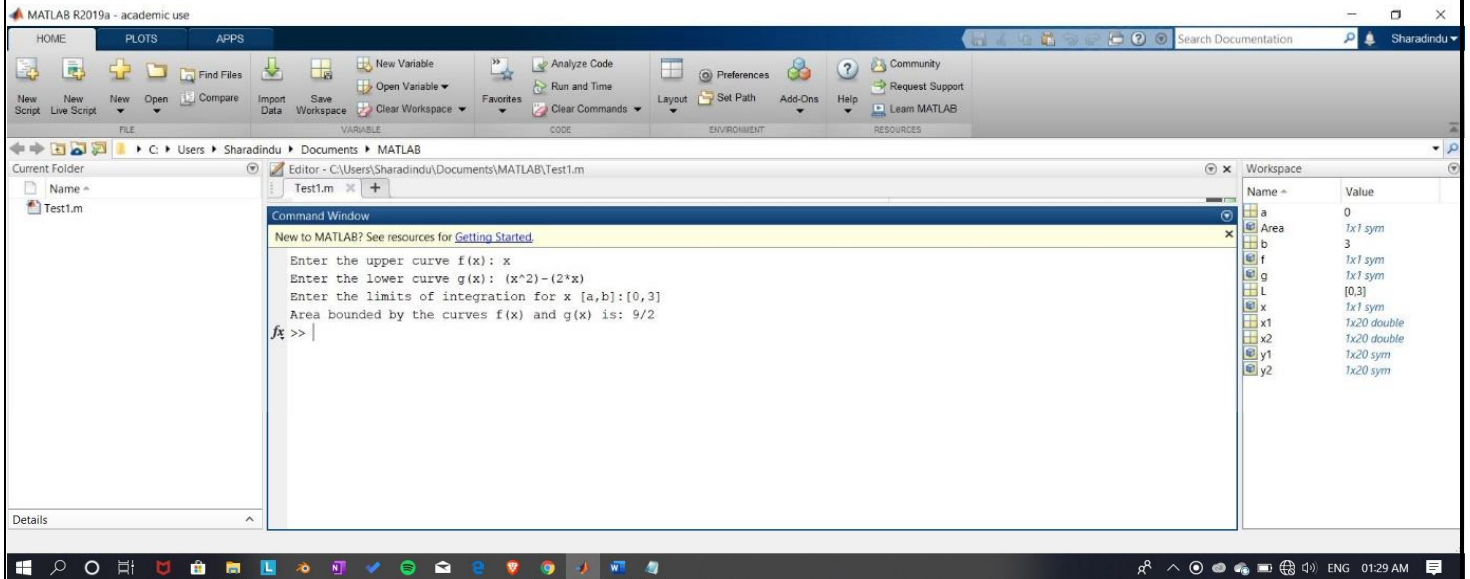 MATLAB R2019a - academic use
HOME PLOTS APPS Search Documentation Sharadindu
New Script New Live Script New Open Find Files Compare Import Data Save Workspace New Variable Open Variable Clear Workspace Favorites Analyze Code Run and Time Clear Commands Layout Preferences Set Path Add-Ons Help Community Request Support Learn MATLAB
FILE VARIABLE CODE ENVIRONMENT RESOURCES
C: Users Sharadindu Documents MATLAB
Current Folder
Name
Test1.m
Details
Editor - C:\Users\Sharadindu\Documents\MATLAB\Test1.m
Test1.m
Command Window
New to MATLAB? See resources for Getting Started.
Enter the upper curve f(x): x
Enter the lower curve g(x): (x^2)-(2*x)
Enter the limits of integration for x [a,b]:[0,3]
Area bounded by the curves f(x) and g(x) is: 9/2
fx >>
Workspace
Name Value
a 0
Area 1x1 sym
b 3
f 1x1 sym
g 1x1 sym
L [0,3]
x 1x1 sym
x1 1x20 double
x2 1x20 double
y1 1x20 sym
y2 1x20 sym
ENG 01:29 AM